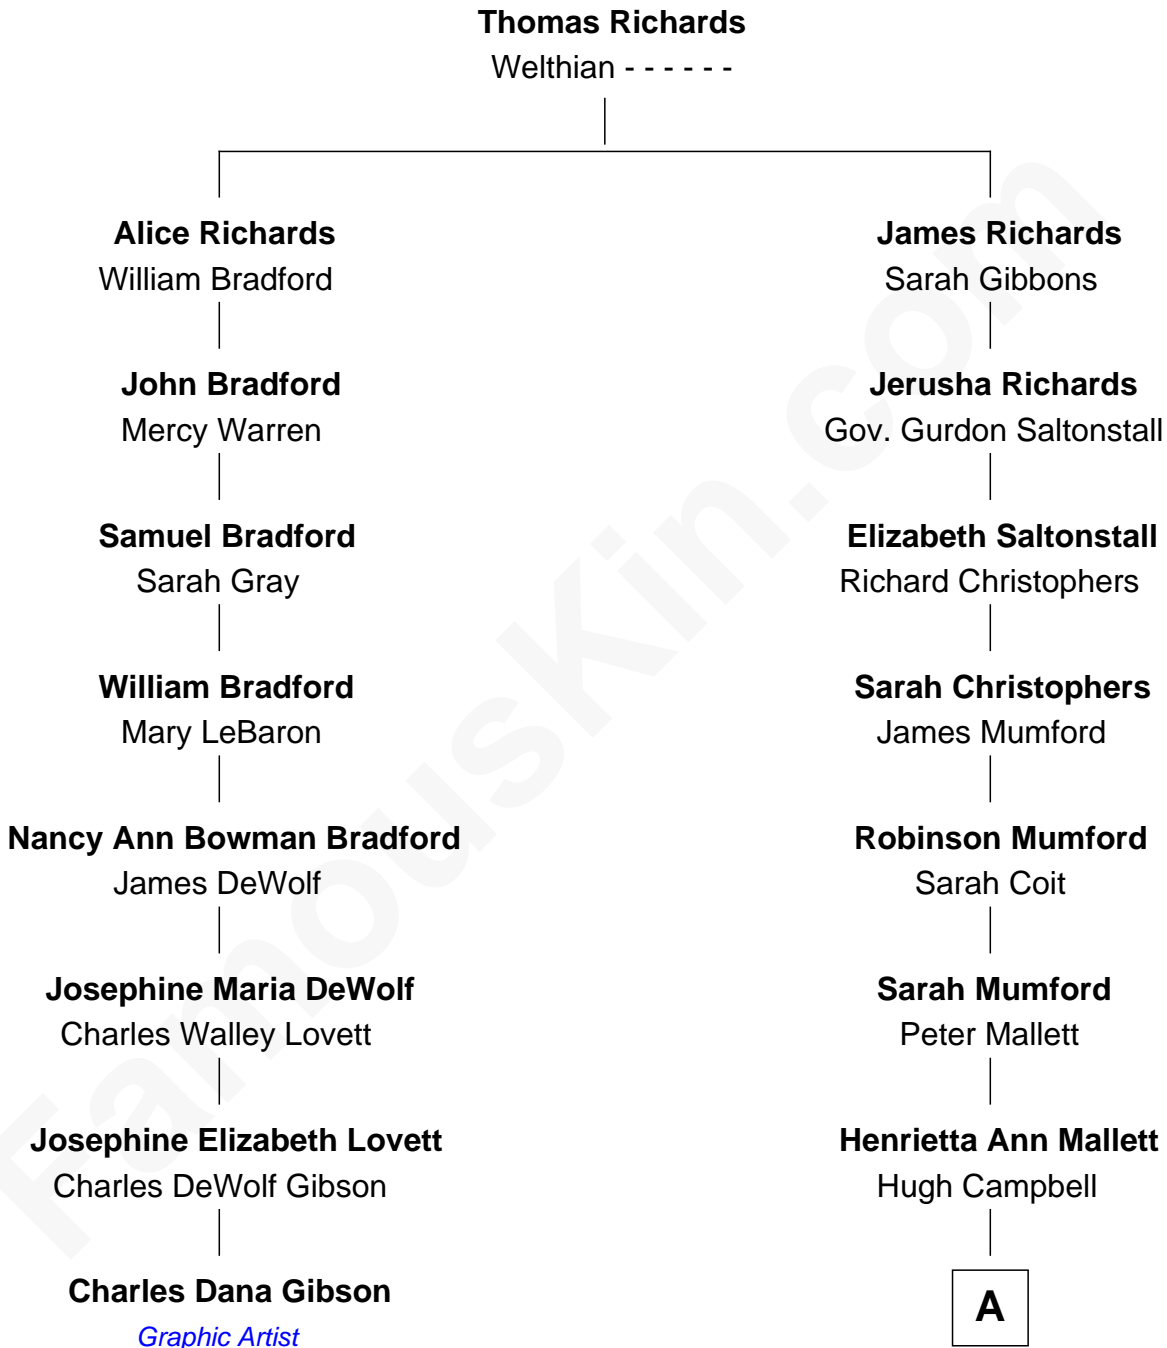 Thomas Richards
Welthian - - - - - -
Alice Richards
William Bradford
James Richards
Sarah Gibbons
John Bradford
Mercy Warren
Jerusha Richards
Gov. Gurdon Saltonstall
Samuel Bradford
Sarah Gray
Elizabeth Saltonstall
Richard Christophers
William Bradford
Mary LeBaron
Sarah Christophers
James Mumford
Nancy Ann Bowman Bradford
James DeWolf
Robinson Mumford
Sarah Coit
Josephine Maria DeWolf
Charles Walley Lovett
Sarah Mumford
Peter Mallett
Josephine Elizabeth Lovett
Charles DeWolf Gibson
Henrietta Ann Mallett
Hugh Campbell
Charles Dana Gibson
Graphic Artist
A
FamousKin.com